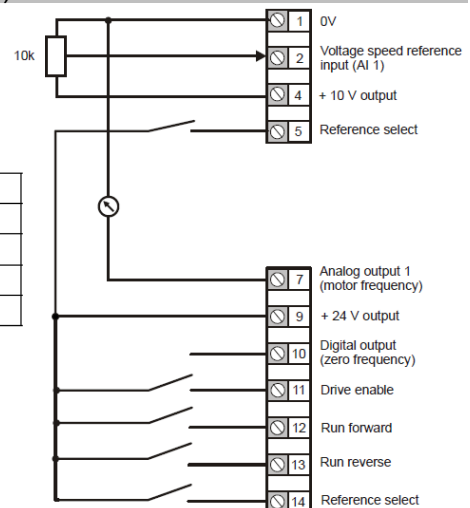 1 0V
10k
2 Voltage speed reference
input (AI 1)
4 + 10 V output
5 Reference select
7 Analog output 1
(motor frequency)
9 + 24 V output
10 Digital output
(zero frequency)
11 Drive enable
12 Run forward
13 Run reverse
14 Reference select